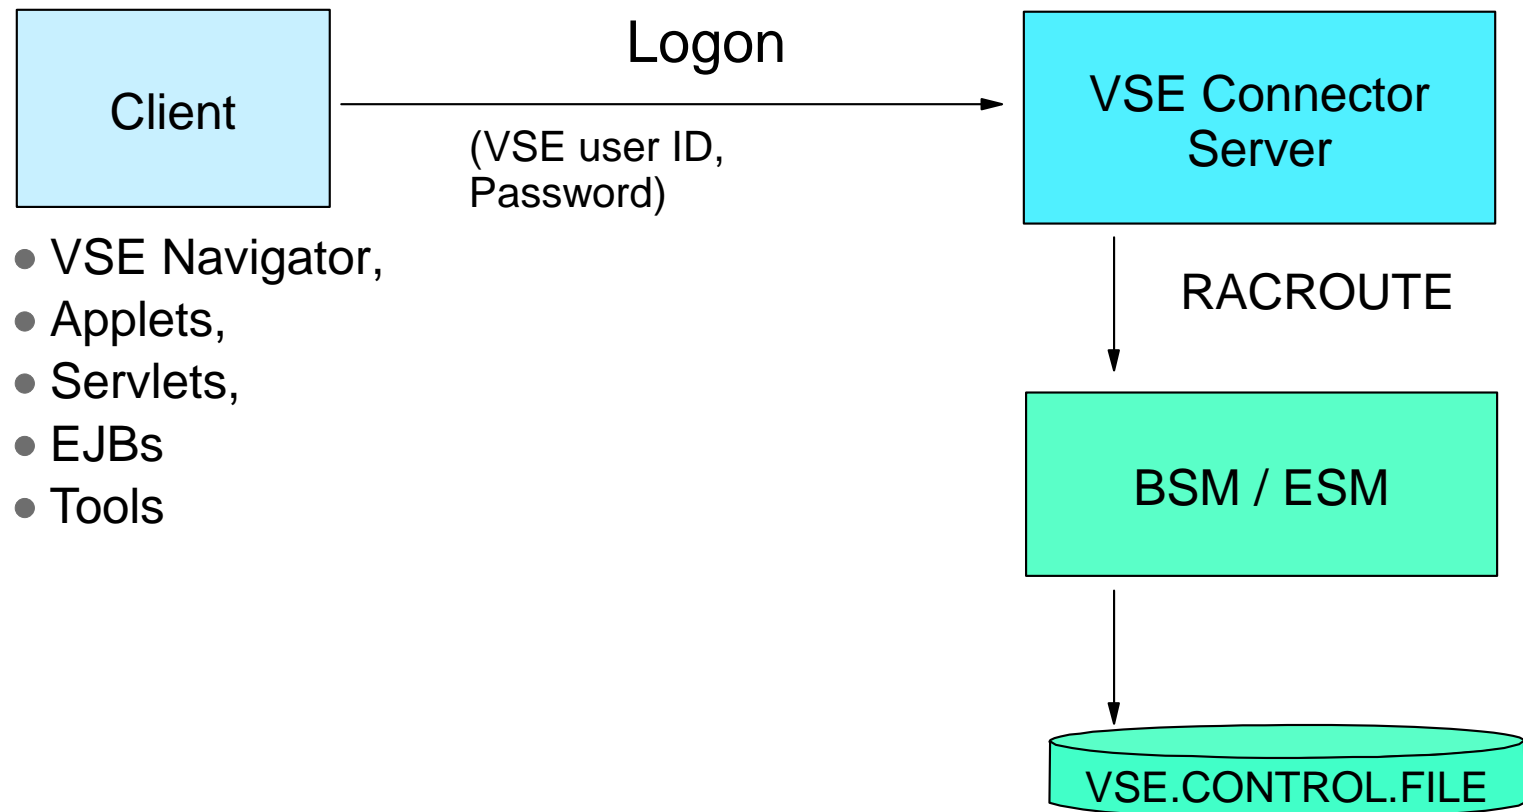 Client
Logon
(VSE user ID,
Password)
VSE Connector
Server
• VSE Navigator,
• Applets,
• Servlets,
• EJBs
• Tools
RACROUTE
BSM / ESM
VSE.CONTROL.FILE